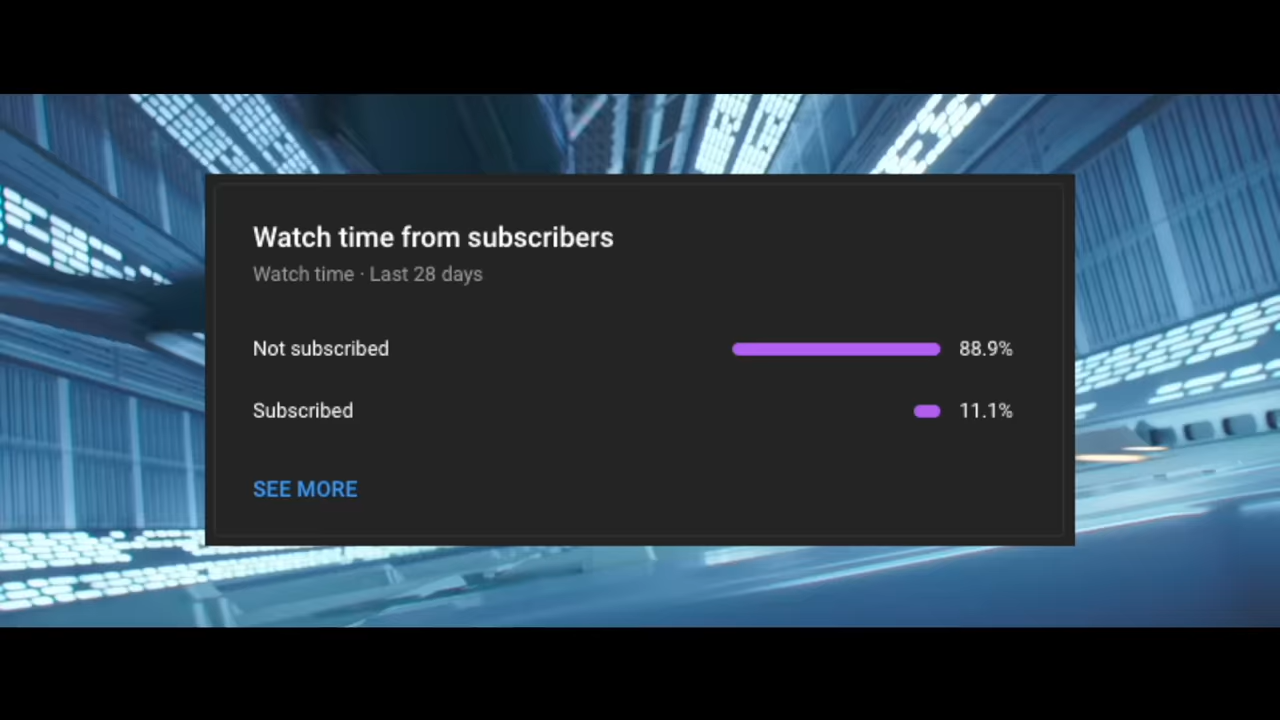 Watch time from subscribers
Watch time · Last 28 days
Not subscribed 88.9%
Subscribed 11.1%
SEE MORE